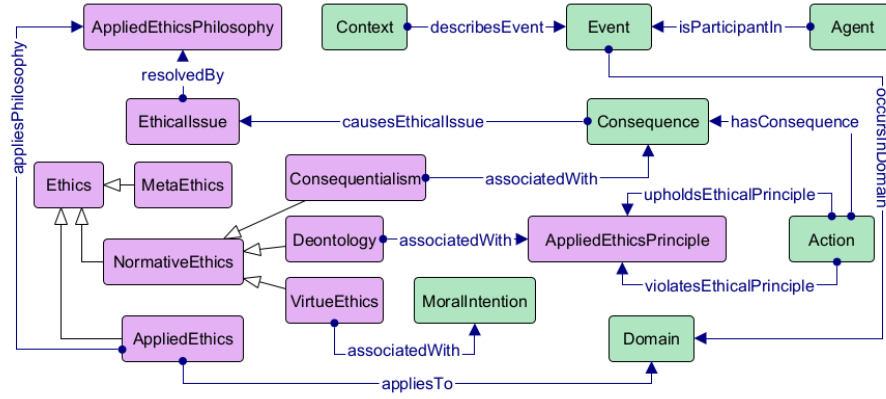 AppliedEthicsPhilosophy
Context
describesEvent
Event
isParticipantIn
Agent
resolvedBy
appliesPhilosophy
EthicalIssue
causesEthicalIssue
Consequence
hasConsequence
occursInDomain
Ethics
MetaEthics
Consequentialism
associatedWith
upholdsEthicalPrinciple
Deontology
associatedWith
AppliedEthicsPrinciple
Action
NormativeEthics
VirtueEthics
MoralIntention
violatesEthicalPrinciple
AppliedEthics
associatedWith
Domain
appliesTo